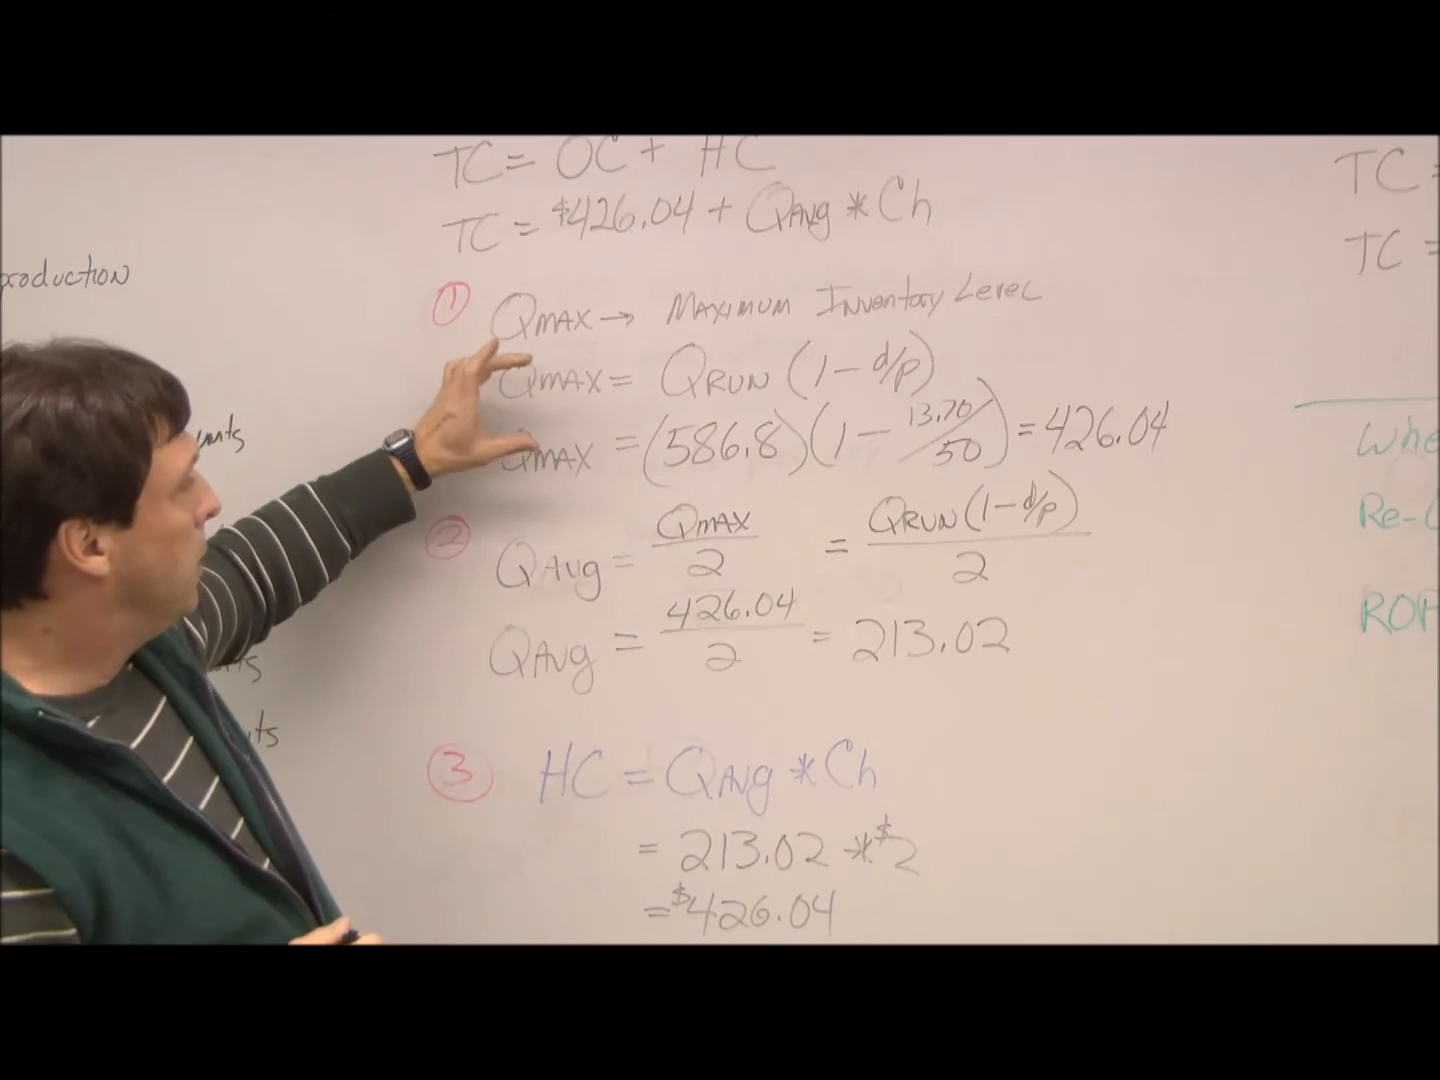 TC = OC + HC
TC = $426.04 + QAvg * Ch
production
① QMAX → MAXIMUM INventory LeveL
QMAX = QRUN (1 - d/p)
QMAX = (586.8)(1 - 13.70/50) = 426.04
② QAvg = QMAX/2 = QRUN(1-d/p)/2
QAvg = 426.04/2 = 213.02
③ HC = QAvg * Ch
= 213.02 * $2
= $426.04
TC =
TC =
Whe
Re-
ROP